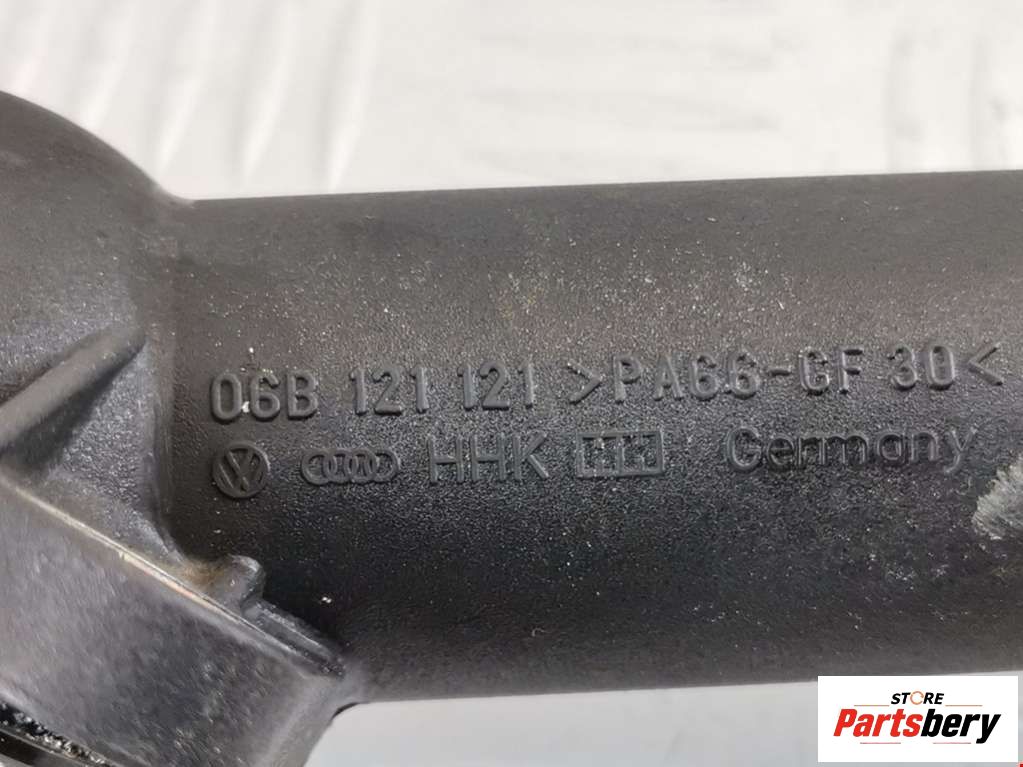 06B 121 121 >PA66-GF 30<
HHK Germany
STORE
Partsbery